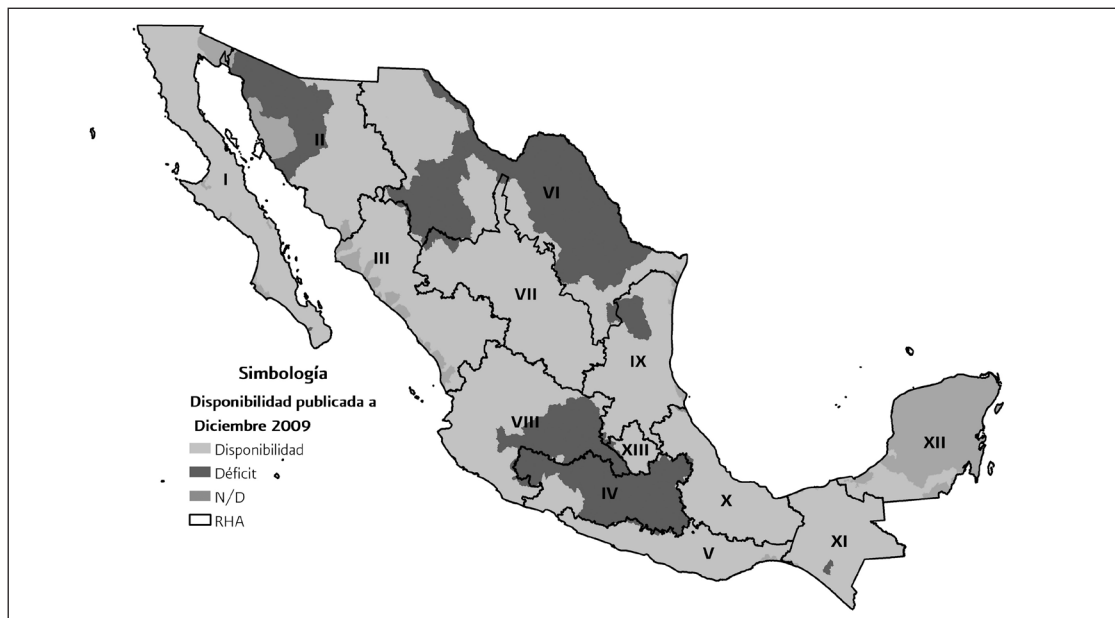 II
I
VI
III
VII
IX
Simbología
Disponibilidad publicada a
Diciembre 2009
Disponibilidad
Déficit
N/D
RHA
VIII
XIII
XII
IV
X
XI
V